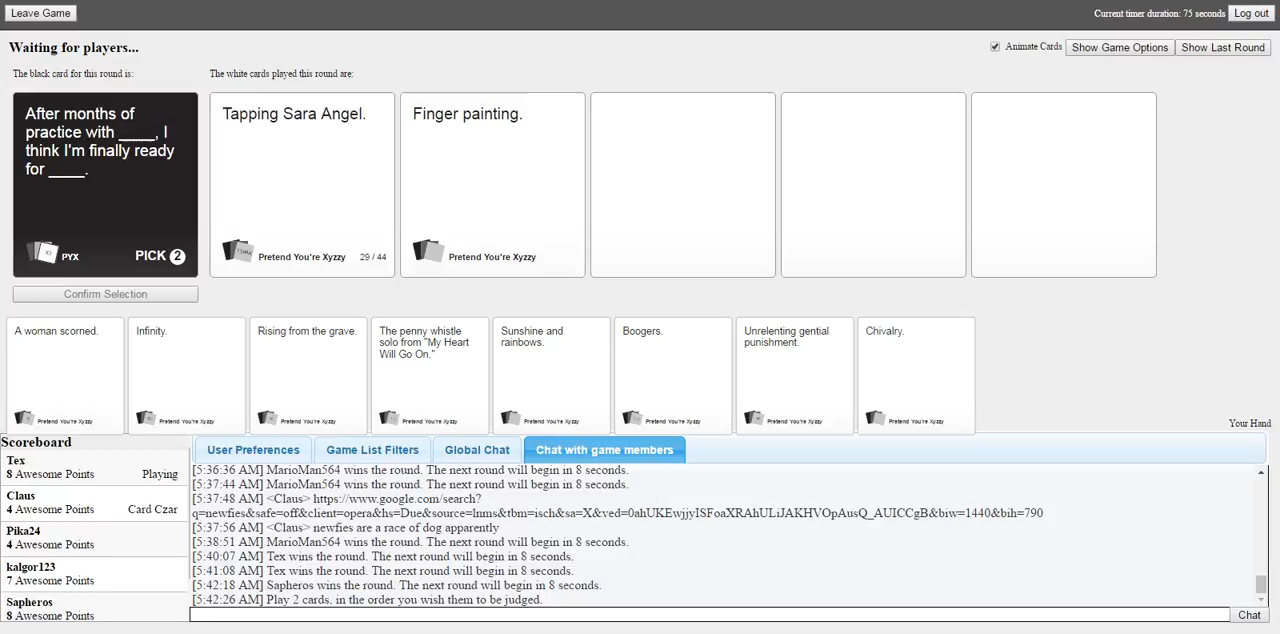 Leave Game
Current timer duration: 75 seconds Log out
Waiting for players...
Animate Cards Show Game Options Show Last Round
The black card for this round is:
The white cards played this round are:
After months of
practice with ____, I
think I'm finally ready
for ____.
PYX PICK 2
Tapping Sara Angel.
Pretend You're Xyzzy 29 / 44
Finger painting.
Pretend You're Xyzzy
Confirm Selection
A woman scorned.
Pretend You're Xyzzy
Infinity.
Pretend You're Xyzzy
Rising from the grave.
Pretend You're Xyzzy
The penny whistle
solo from "My Heart
Will Go On."
Pretend You're Xyzzy
Sunshine and
rainbows.
Pretend You're Xyzzy
Boogers.
Pretend You're Xyzzy
Unrelenting gential
punishment.
Pretend You're Xyzzy
Chivalry.
Pretend You're Xyzzy
Your Hand
Scoreboard
Tex
8 Awesome Points Playing
Claus
4 Awesome Points Card Czar
Pika24
4 Awesome Points
kalgor123
7 Awesome Points
Sapheros
8 Awesome Points
User Preferences Game List Filters Global Chat Chat with game members
[5:36:36 AM] MarioMan564 wins the round. The next round will begin in 8 seconds.
[5:37:44 AM] MarioMan564 wins the round. The next round will begin in 8 seconds.
[5:37:48 AM] <Claus> https://www.google.com/search?
q=newfies&safe=off&client=opera&hs=Due&source=lnms&tbm=isch&sa=X&ved=0ahUKEwjjyISFoaXRAhULiJAKHVOpAusQ_AUICCgB&biw=1440&bih=790
[5:37:56 AM] <Claus> newfies are a race of dog apparently
[5:38:51 AM] MarioMan564 wins the round. The next round will begin in 8 seconds.
[5:40:07 AM] Tex wins the round. The next round will begin in 8 seconds.
[5:41:08 AM] Tex wins the round. The next round will begin in 8 seconds.
[5:42:18 AM] Sapheros wins the round. The next round will begin in 8 seconds.
[5:42:26 AM] Play 2 cards, in the order you wish them to be judged.
Chat